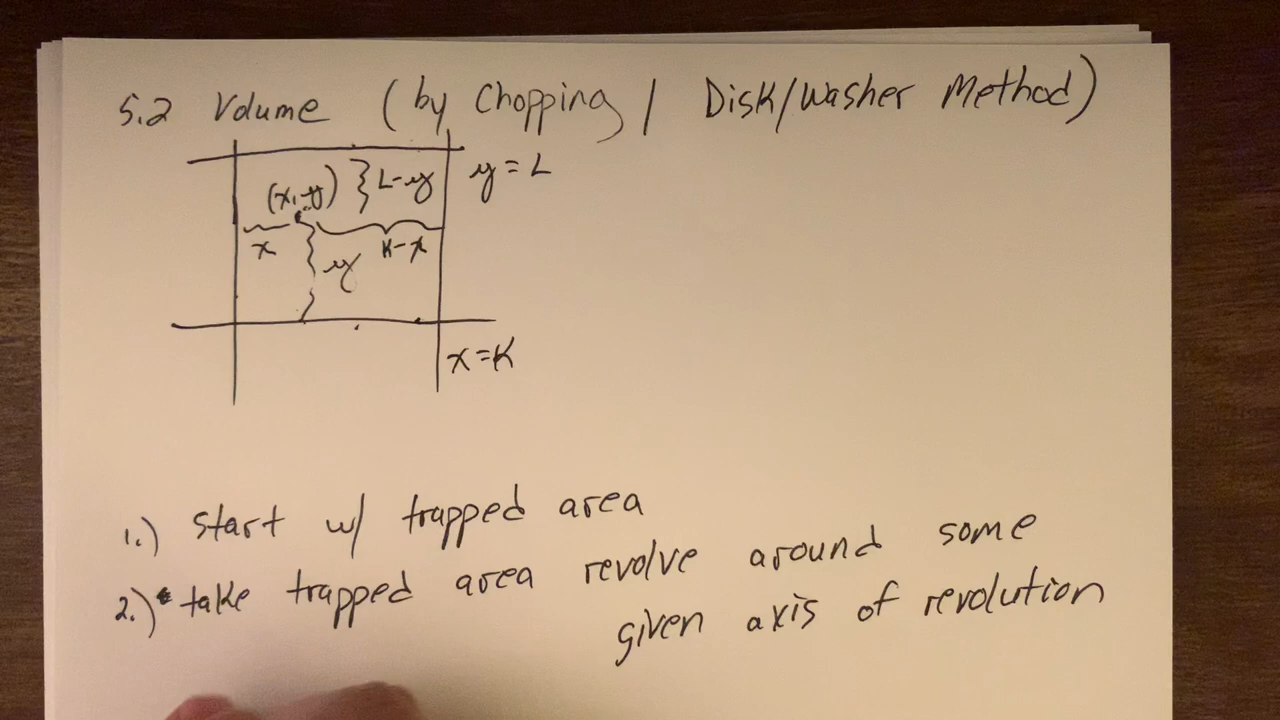 5.2 Volume (by Chopping / Disk/Washer Method)
y = L
(x, y) } L-y
x
K-x
y
x=K
1.) start w/ trapped area
2.) take trapped area revolve around some
given axis of revolution